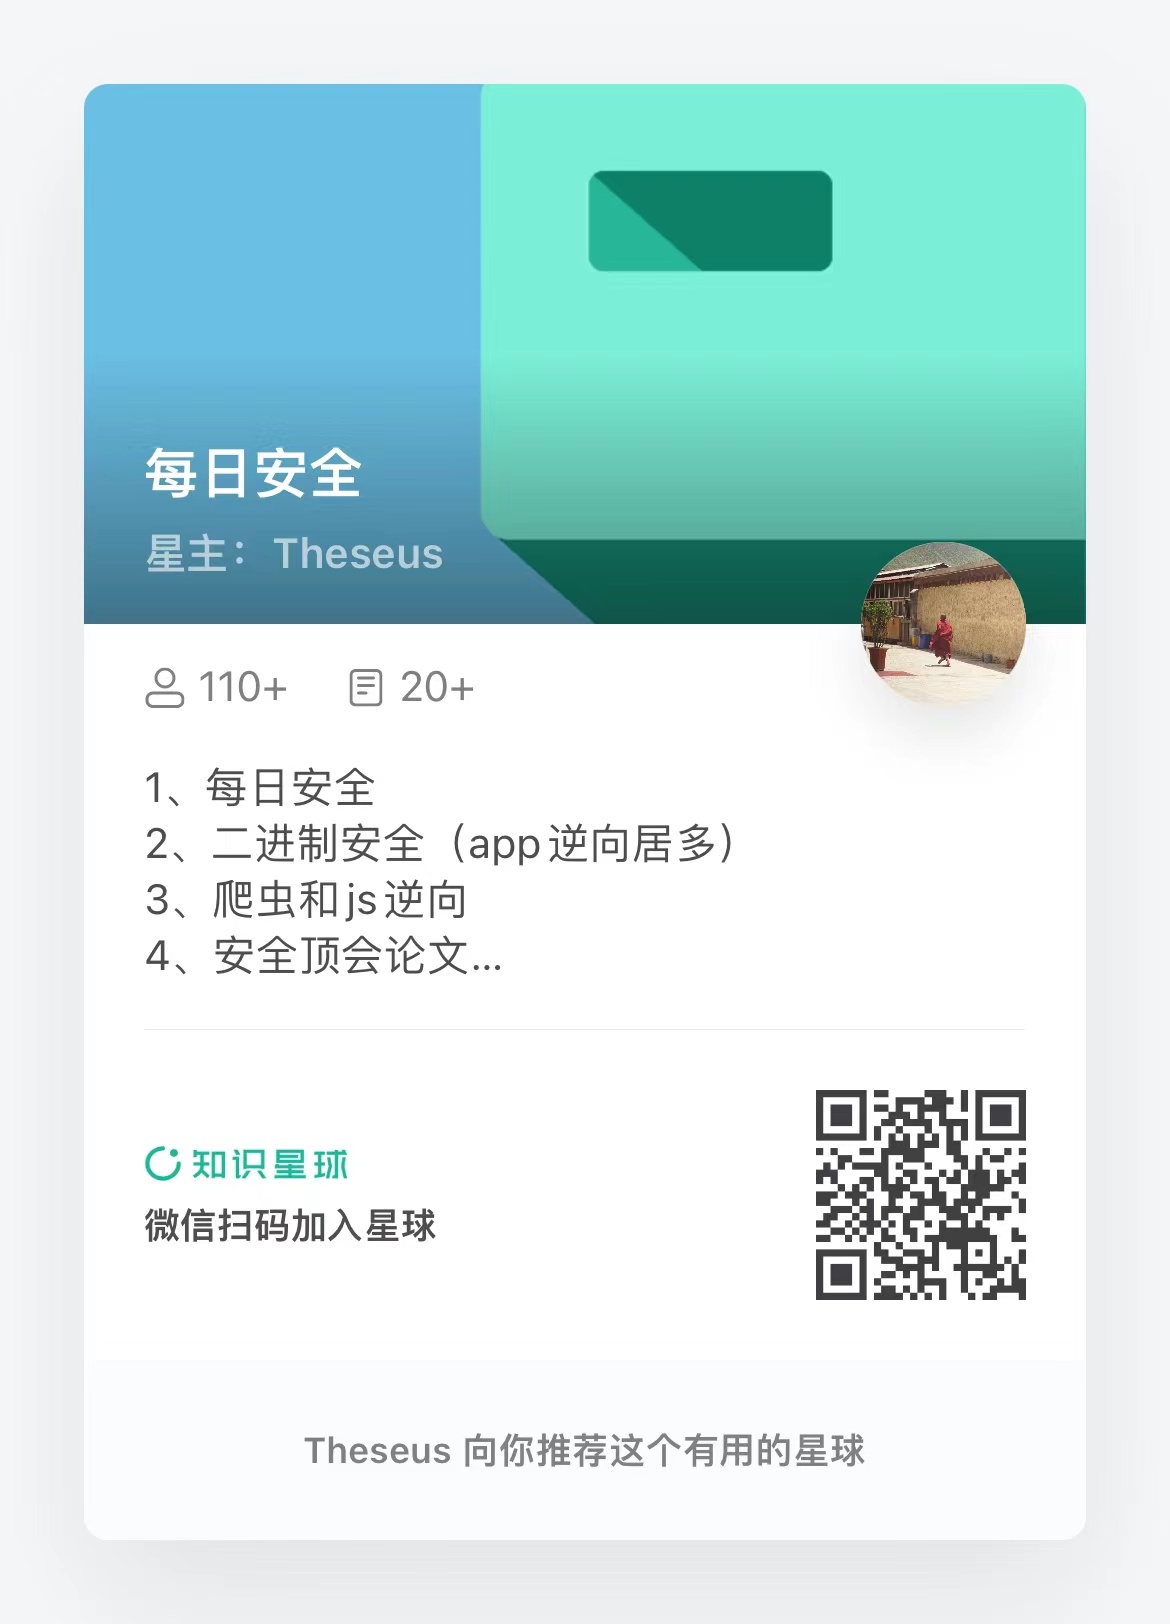 每日安全
星主：Theseus
110+ 20+
1、每日安全
2、二进制安全（app逆向居多）
3、爬虫和js逆向
4、安全顶会论文...
知识星球
微信扫码加入星球
Theseus 向你推荐这个有用的星球